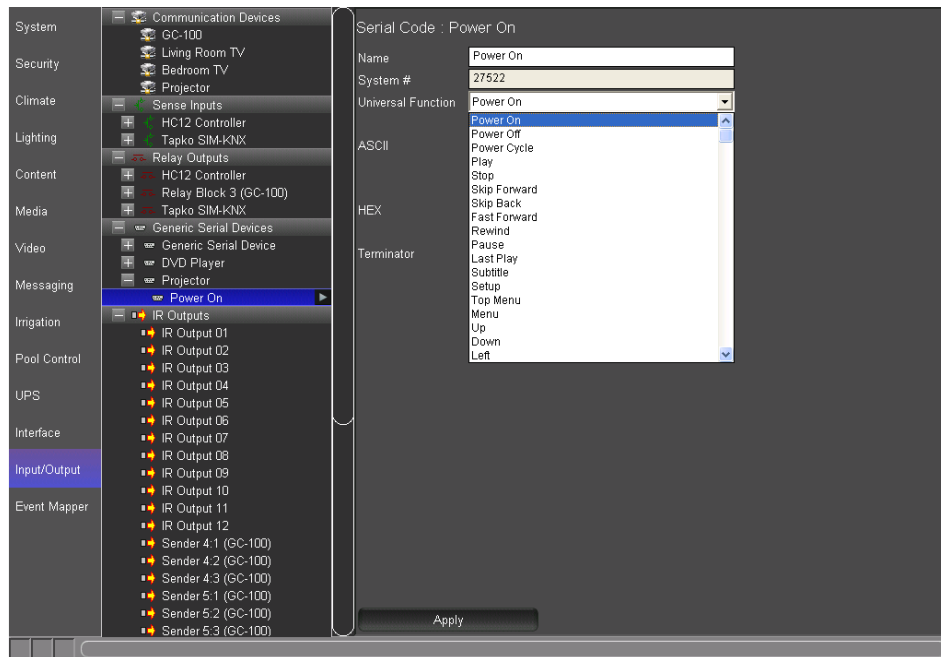 System
Security
Climate
Lighting
Content
Media
Video
Messaging
Irrigation
Pool Control
UPS
Interface
Input/Output
Event Mapper
Communication Devices
GC-100
Living Room TV
Bedroom TV
Projector
Sense Inputs
HC12 Controller
Tapko SIM-KNX
Relay Outputs
HC12 Controller
Relay Block 3 (GC-100)
Tapko SIM-KNX
Generic Serial Devices
Generic Serial Device
DVD Player
Projector
Power On
IR Outputs
IR Output 01
IR Output 02
IR Output 03
IR Output 04
IR Output 05
IR Output 06
IR Output 07
IR Output 08
IR Output 09
IR Output 10
IR Output 11
IR Output 12
Sender 4:1 (GC-100)
Sender 4:2 (GC-100)
Sender 4:3 (GC-100)
Sender 5:1 (GC-100)
Sender 5:2 (GC-100)
Sender 5:3 (GC-100)
Serial Code : Power On
Name Power On
System # 27522
Universal Function Power On
ASCII
HEX
Terminator
Power On
Power Off
Power Cycle
Play
Stop
Skip Forward
Skip Back
Fast Forward
Rewind
Pause
Last Play
Subtitle
Setup
Top Menu
Menu
Up
Down
Left
Apply